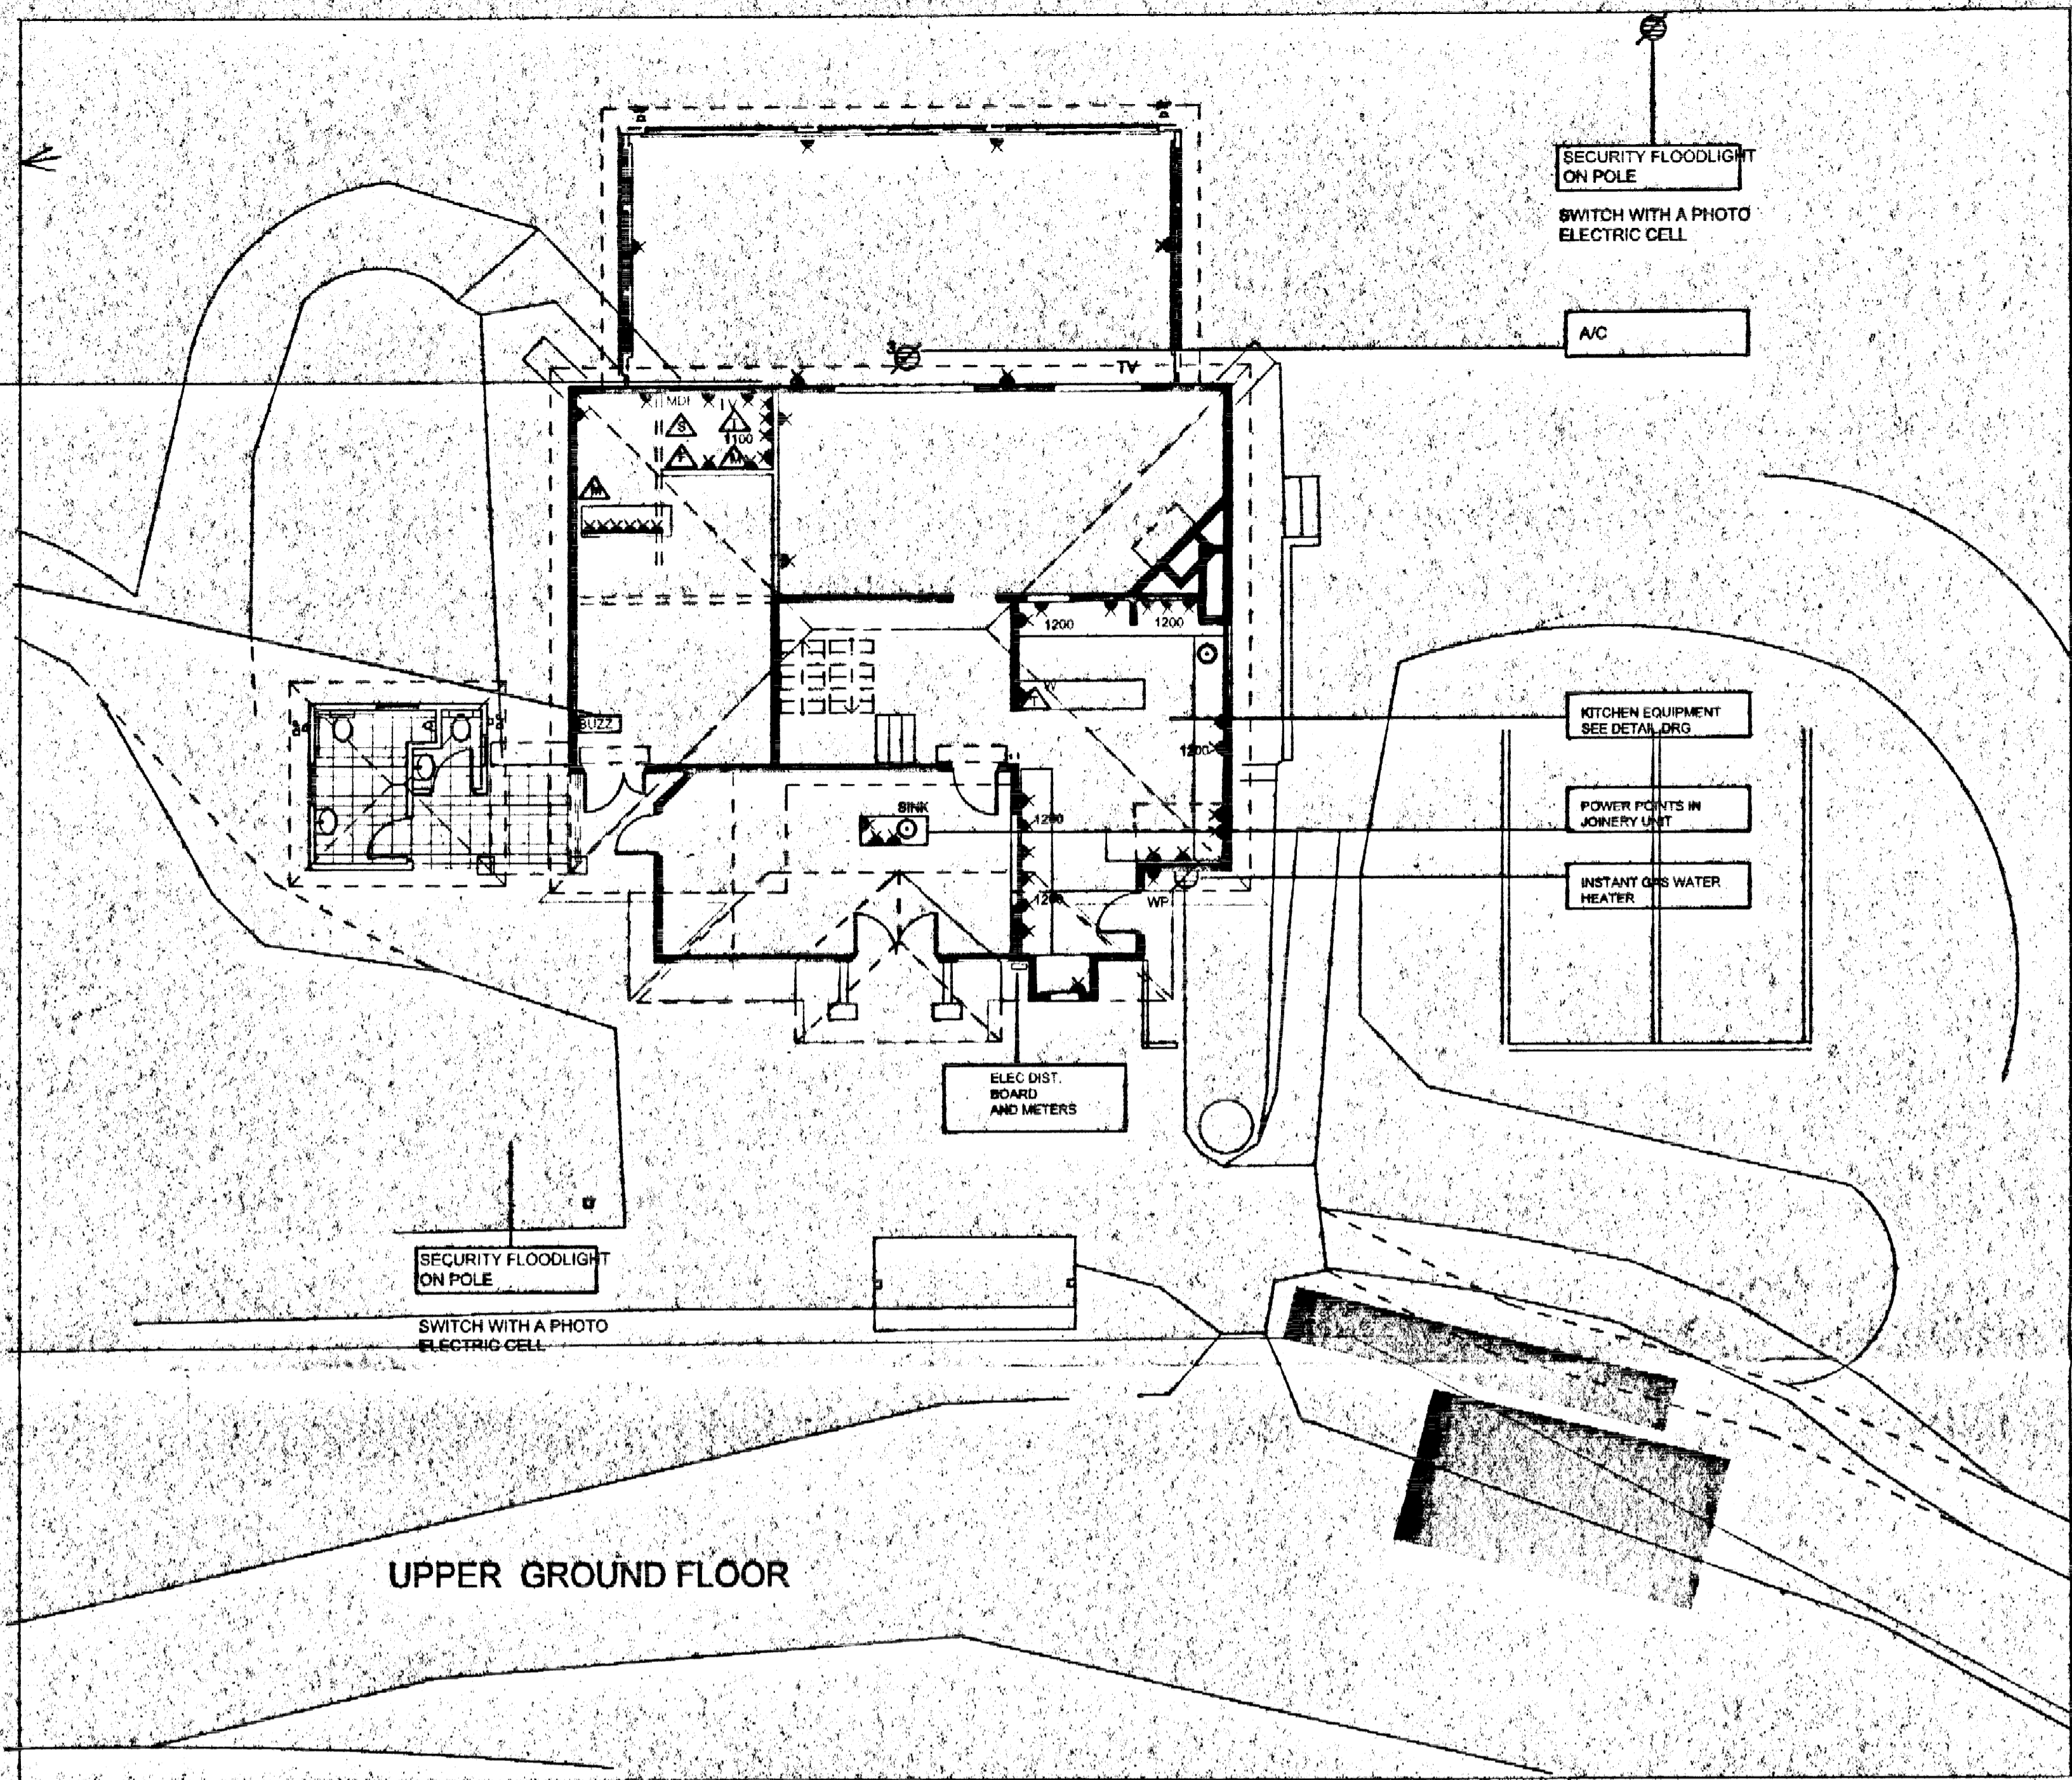 SECURITY FLOODLIGHT
ON POLE
SWITCH WITH A PHOTO
ELECTRIC CELL
A/C
TV
MDF
S
1100
1200
1200
KITCHEN EQUIPMENT
SEE DETAIL DRG
BUZZ
1200
POWER POINTS IN
JOINERY UNIT
SINK
1200
INSTANT GAS WATER
HEATER
1200
WP
ELEC DIST.
BOARD
AND METERS
SECURITY FLOODLIGHT
ON POLE
SWITCH WITH A PHOTO
ELECTRIC CELL
UPPER GROUND FLOOR